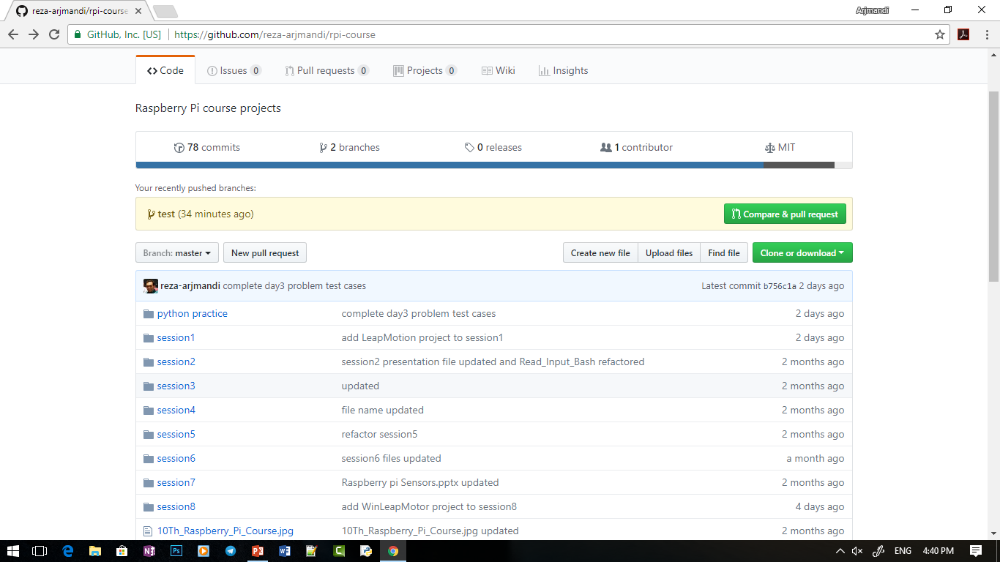 reza-arjmandi/rpi-course
Arjmandi
GitHub, Inc. [US] https://github.com/reza-arjmandi/rpi-course
Code Issues 0 Pull requests 0 Projects 0 Wiki Insights
Raspberry Pi course projects
78 commits 2 branches 0 releases 1 contributor MIT
Your recently pushed branches:
test (34 minutes ago) Compare & pull request
Branch: master New pull request Create new file Upload files Find file Clone or download
reza-arjmandi complete day3 problem test cases Latest commit b756c1a 2 days ago
python practice complete day3 problem test cases 2 days ago
session1 add LeapMotion project to session1 2 days ago
session2 session2 presentation file updated and Read_Input_Bash refactored 2 months ago
session3 updated 2 months ago
session4 file name updated 2 months ago
session5 refactor session5 2 months ago
session6 session6 files updated a month ago
session7 Raspberry pi Sensors.pptx updated 2 months ago
session8 add WinLeapMotor project to session8 4 days ago
10Th_Raspberry_Pi_Course.jpg 10Th_Raspberry_Pi_Course.jpg updated 2 months ago
ENG 4:40 PM